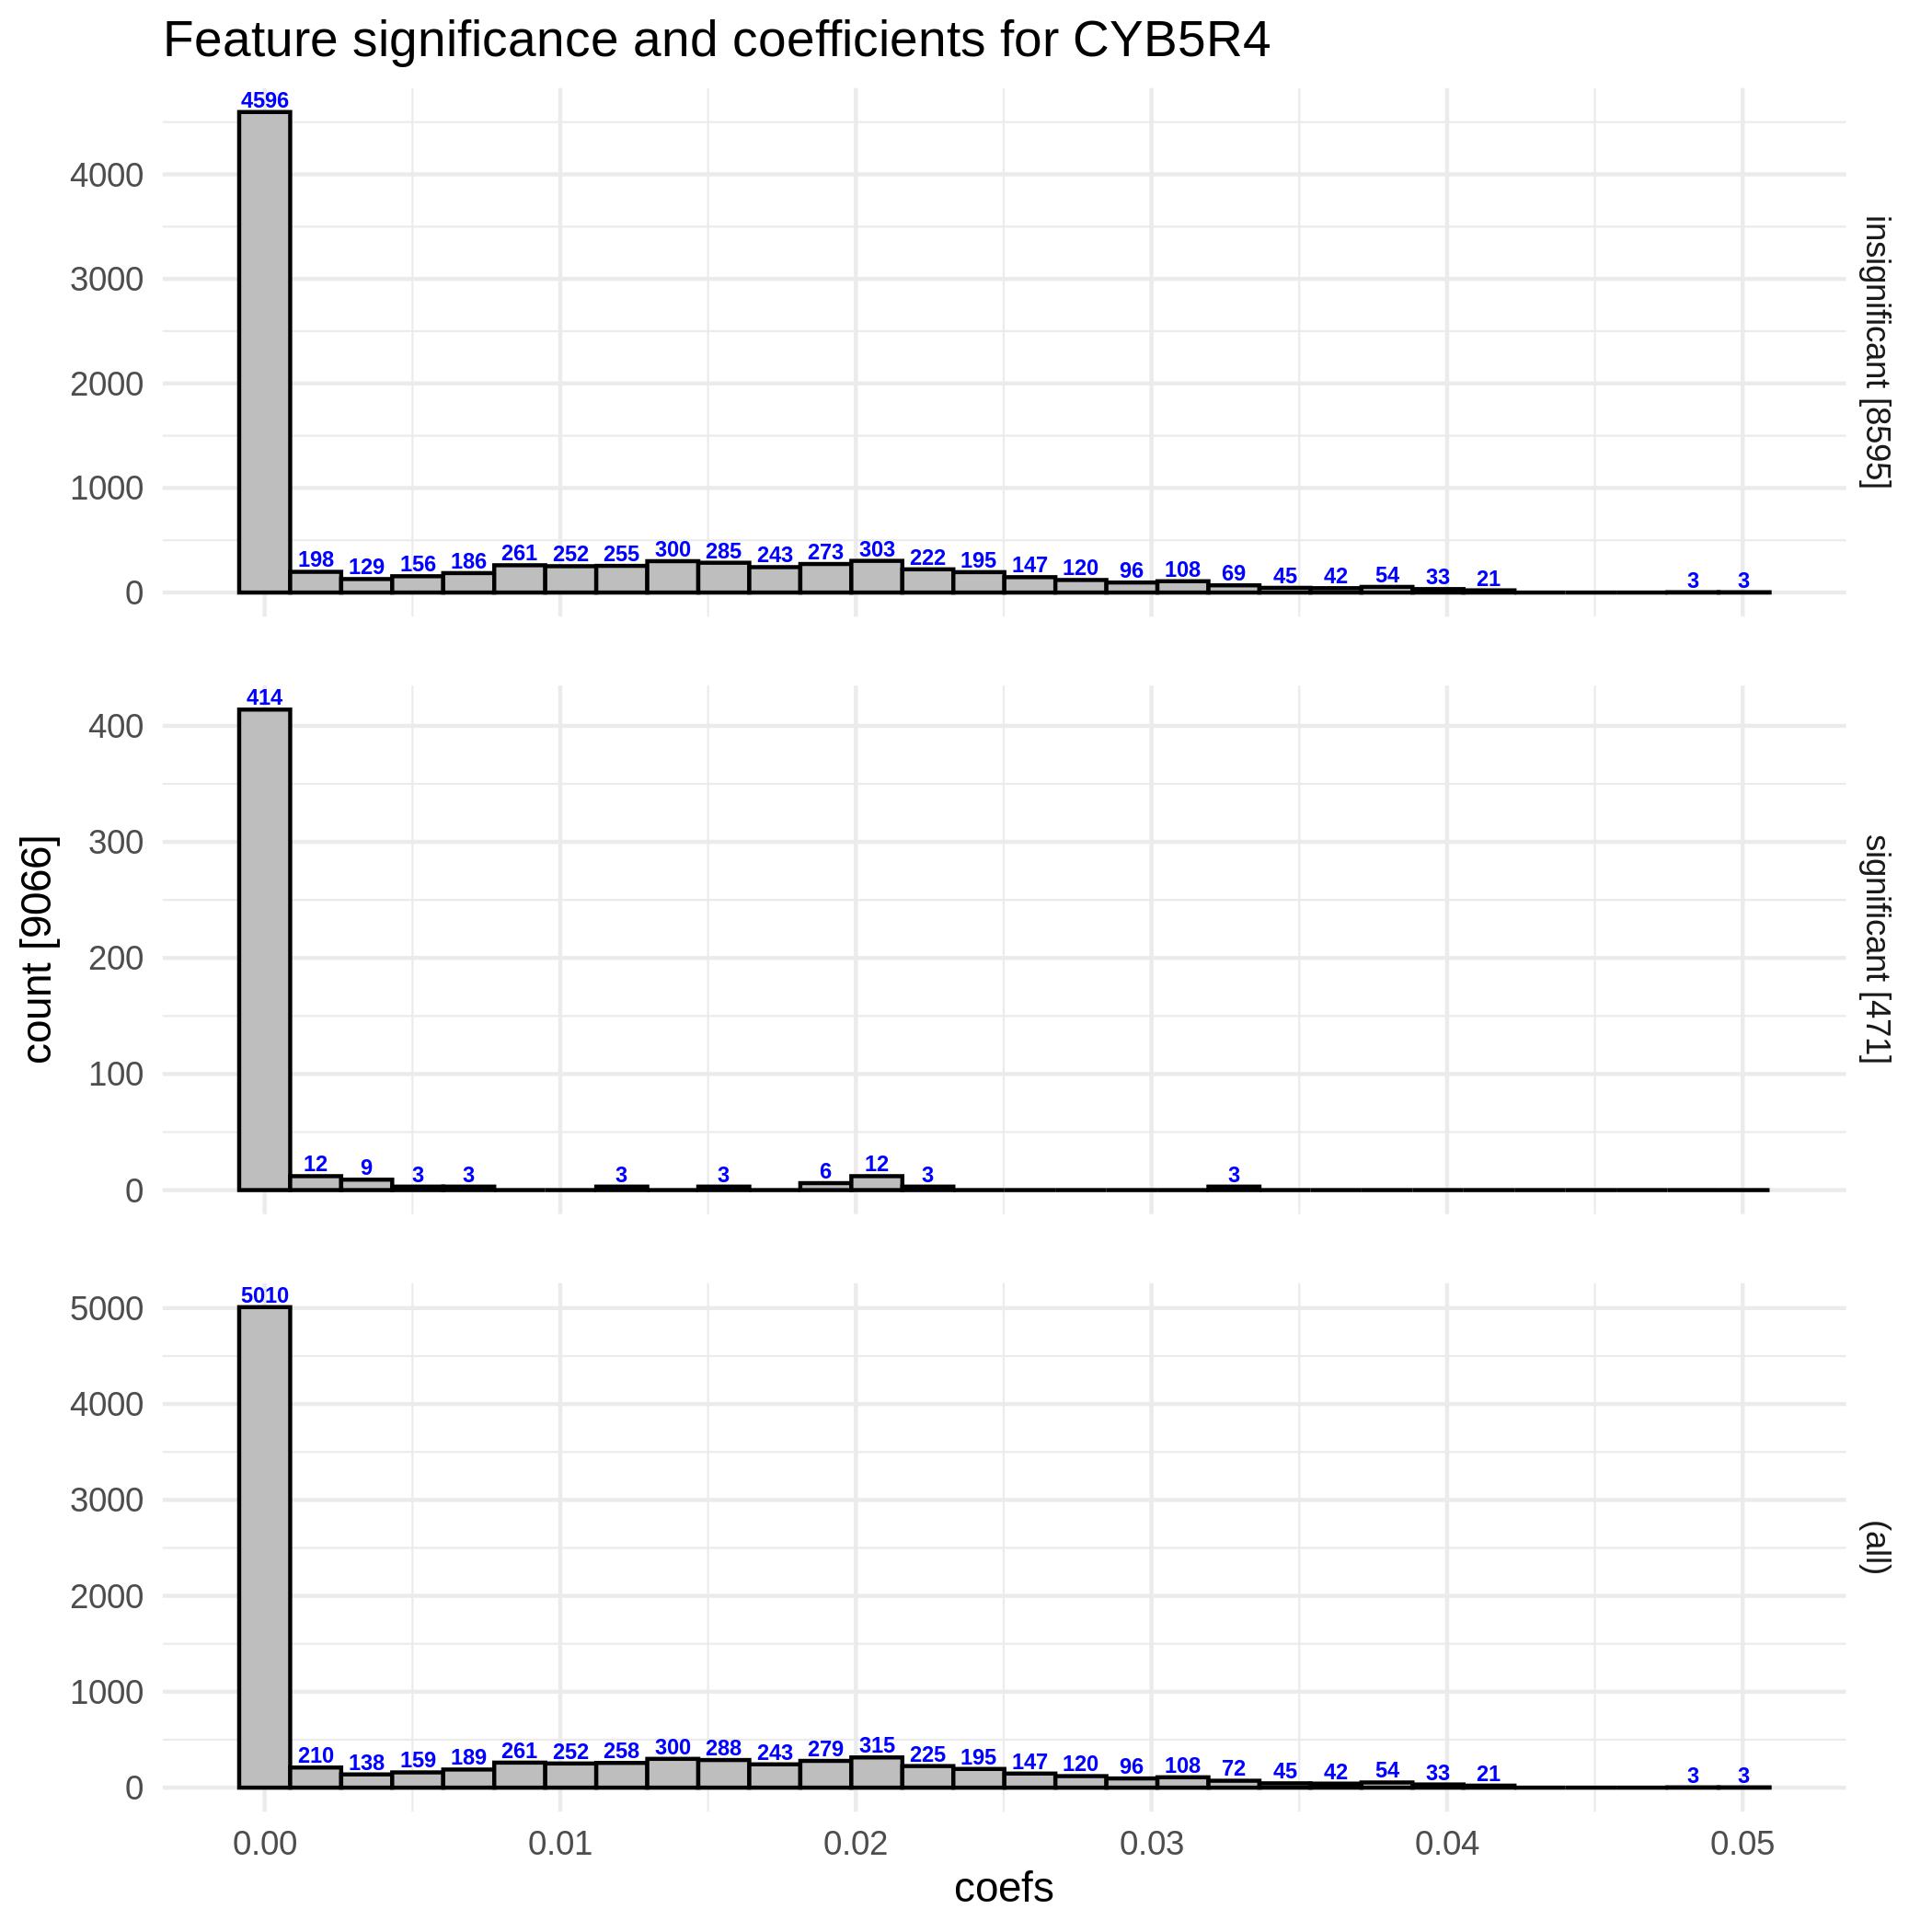 Feature significance and coefficients for CYB5R4
count [9066]
4000
3000
2000
1000
0
4596
198 129 156 186 261 252 255 300 285 243 273 303 222 195 147 120 96 108 69 45 42 54 33 21 3 3
insignificant [8595]
400
300
200
100
0
414
12 9 3 3 3 3 6 12 3 3
significant [471]
5000
4000
3000
2000
1000
0
5010
210 138 159 189 261 252 258 300 288 243 279 315 225 195 147 120 96 108 72 45 42 54 33 21 3 3
(all)
0.00 0.01 0.02 0.03 0.04 0.05
coefs